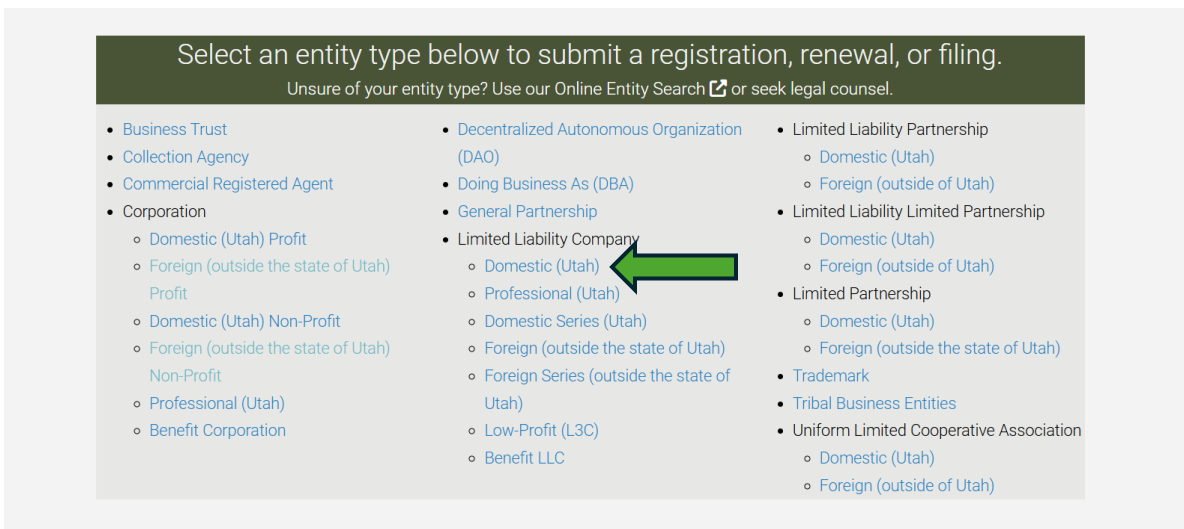 Select an entity type below to submit a registration, renewal, or filing.
Unsure of your entity type? Use our Online Entity Search or seek legal counsel.
Business Trust
Collection Agency
Commercial Registered Agent
Corporation
Domestic (Utah) Profit
Foreign (outside the state of Utah)
Profit
Domestic (Utah) Non-Profit
Foreign (outside the state of Utah)
Non-Profit
Professional (Utah)
Benefit Corporation
Decentralized Autonomous Organization
(DAO)
Doing Business As (DBA)
General Partnership
Limited Liability Company
Domestic (Utah)
Professional (Utah)
Domestic Series (Utah)
Foreign (outside the state of Utah)
Foreign Series (outside the state of
Utah)
Low-Profit (L3C)
Benefit LLC
Limited Liability Partnership
Domestic (Utah)
Foreign (outside of Utah)
Limited Liability Limited Partnership
Domestic (Utah)
Foreign (outside of Utah)
Limited Partnership
Domestic (Utah)
Foreign (outside the state of Utah)
Trademark
Tribal Business Entities
Uniform Limited Cooperative Association
Domestic (Utah)
Foreign (outside of Utah)